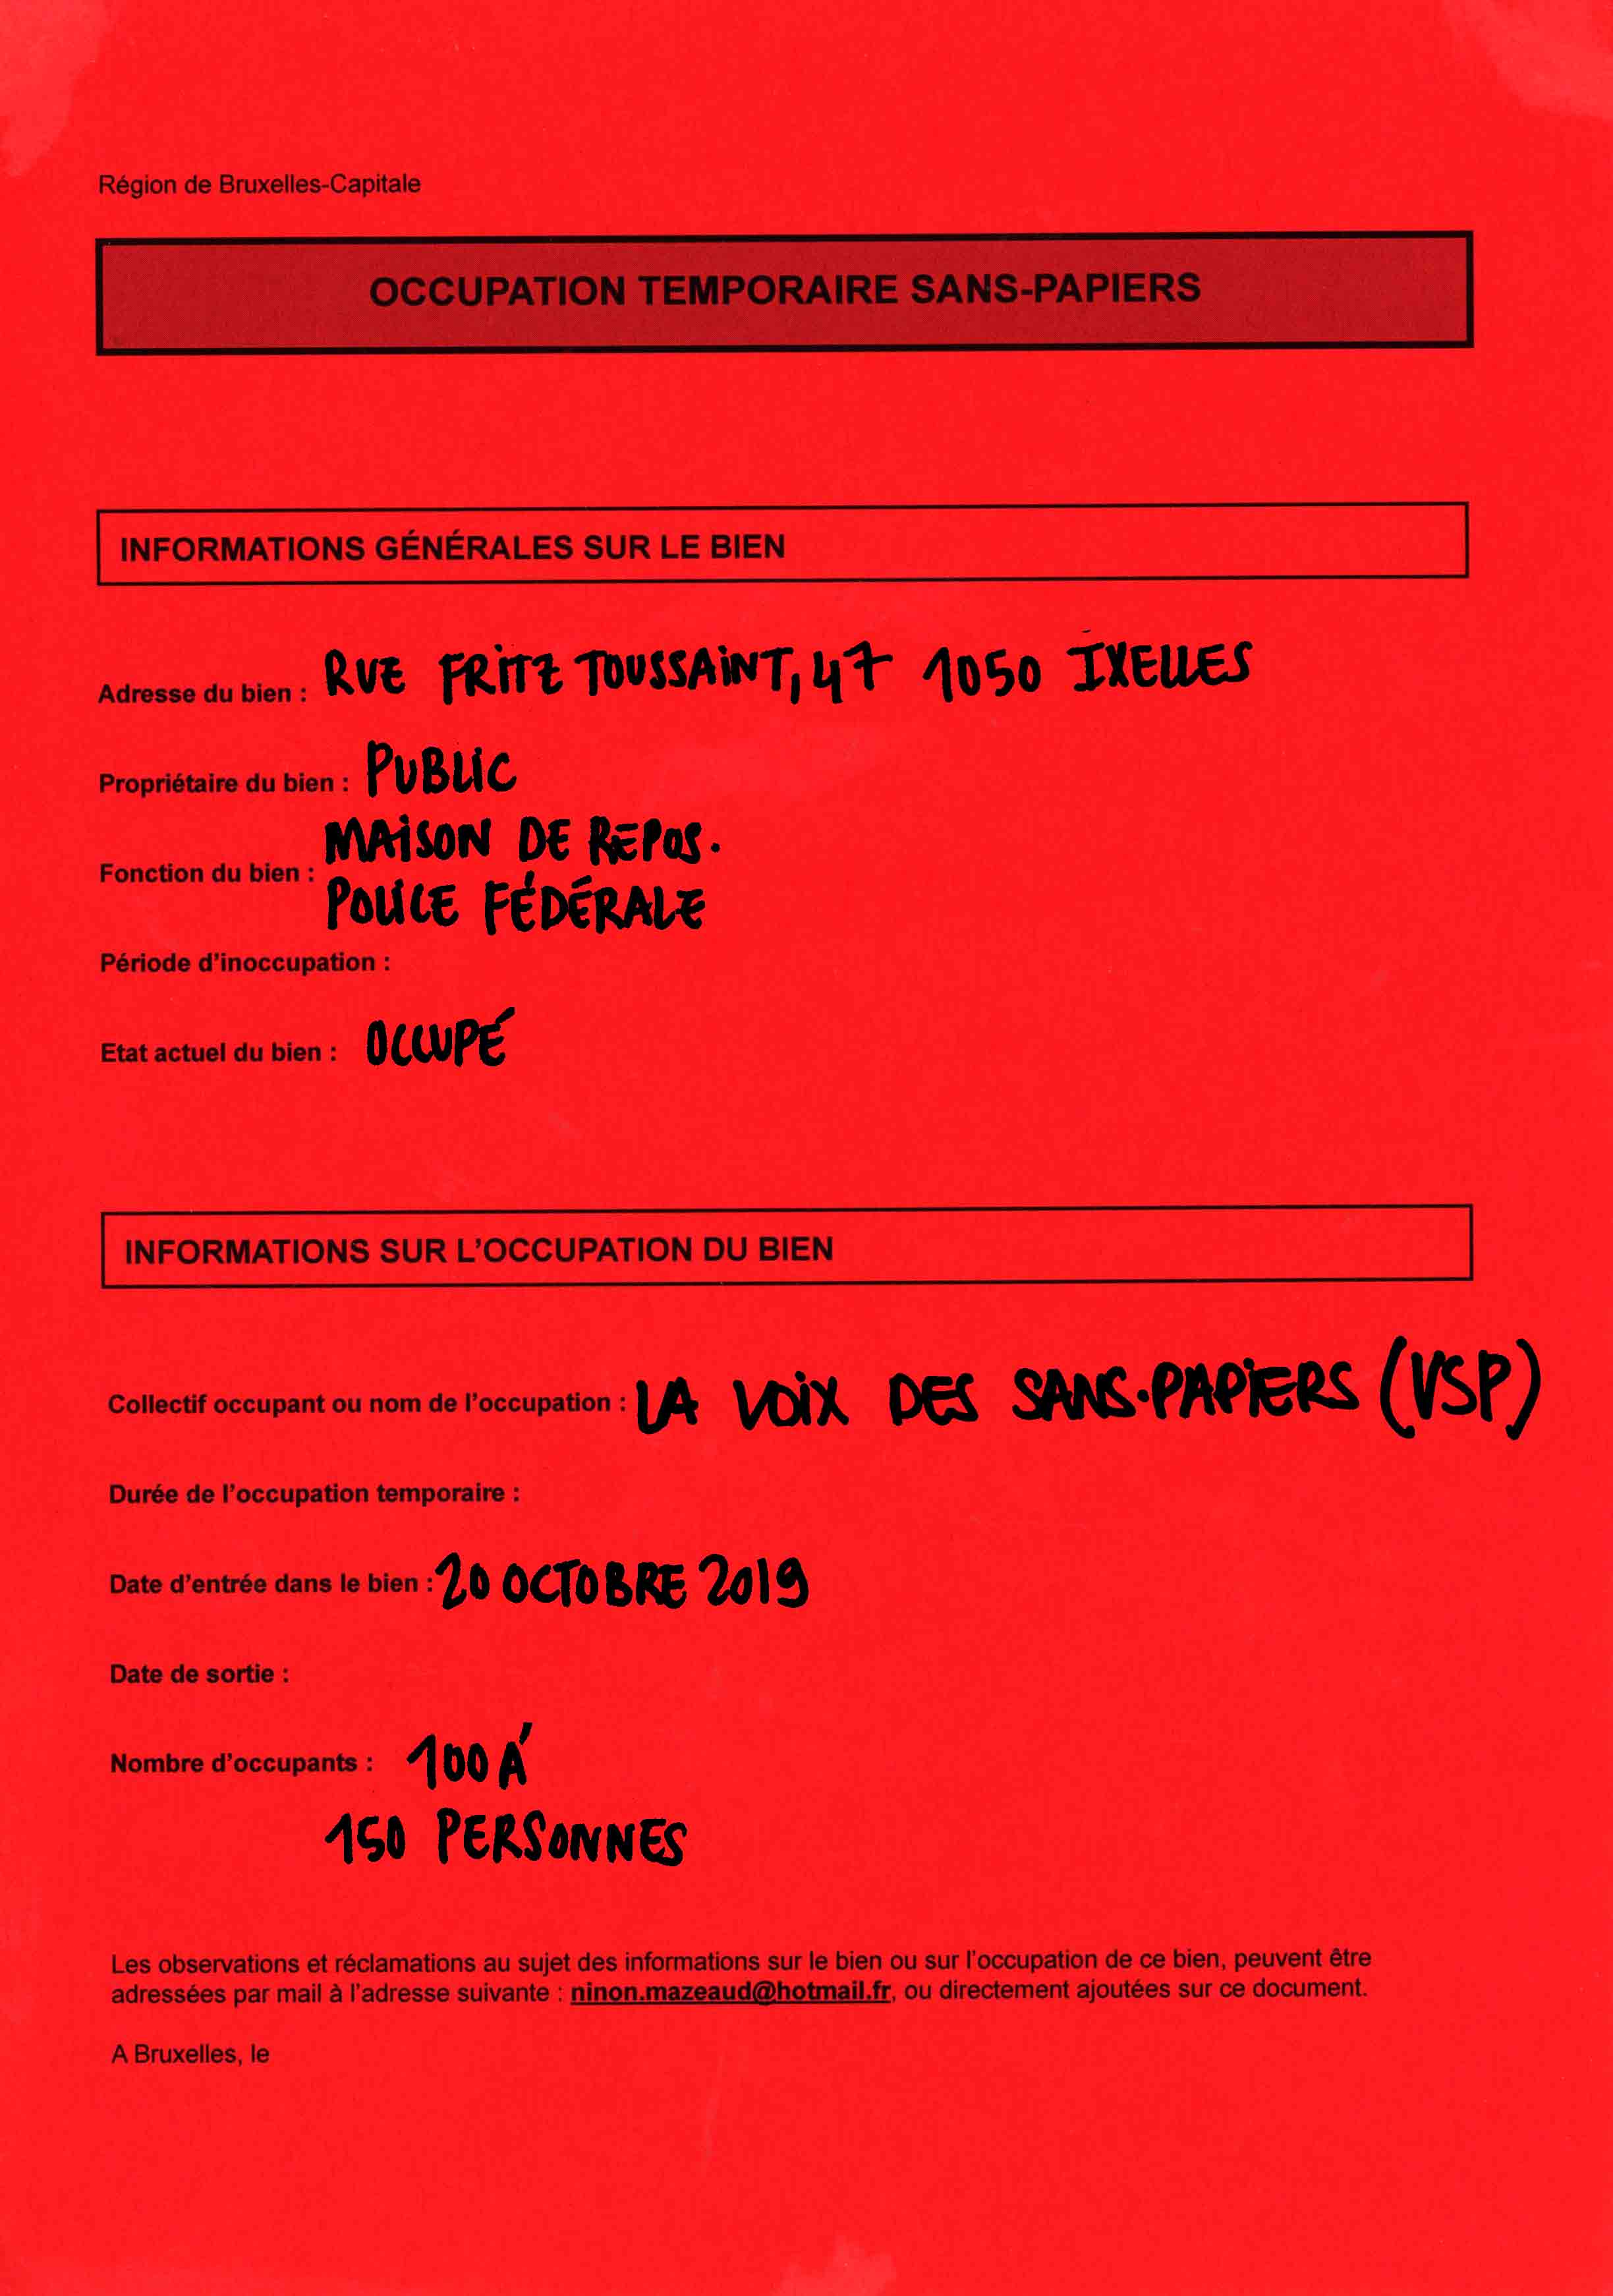 Région de Bruxelles-Capitale
OCCUPATION TEMPORAIRE SANS-PAPIERS
INFORMATIONS GÉNÉRALES SUR LE BIEN
Adresse du bien : RUE FRITZ TOUSSAINT, 47 1050 IXELLES
Propriétaire du bien : PUBLIC
Fonction du bien : MAISON DE REPOS.
POLICE FÉDÉRALE
Période d'inoccupation :
Etat actuel du bien : OCCUPÉ
INFORMATIONS SUR L'OCCUPATION DU BIEN
Collectif occupant ou nom de l'occupation : LA VOIX DES SANS-PAPIERS (VSP)
Durée de l'occupation temporaire :
Date d'entrée dans le bien : 20 OCTOBRE 2019
Date de sortie :
Nombre d'occupants : 100 Á
150 PERSONNES
Les observations et réclamations au sujet des informations sur le bien ou sur l'occupation de ce bien, peuvent être
adressées par mail à l'adresse suivante : ninon.mazeaud@hotmail.fr, ou directement ajoutées sur ce document.
A Bruxelles, le